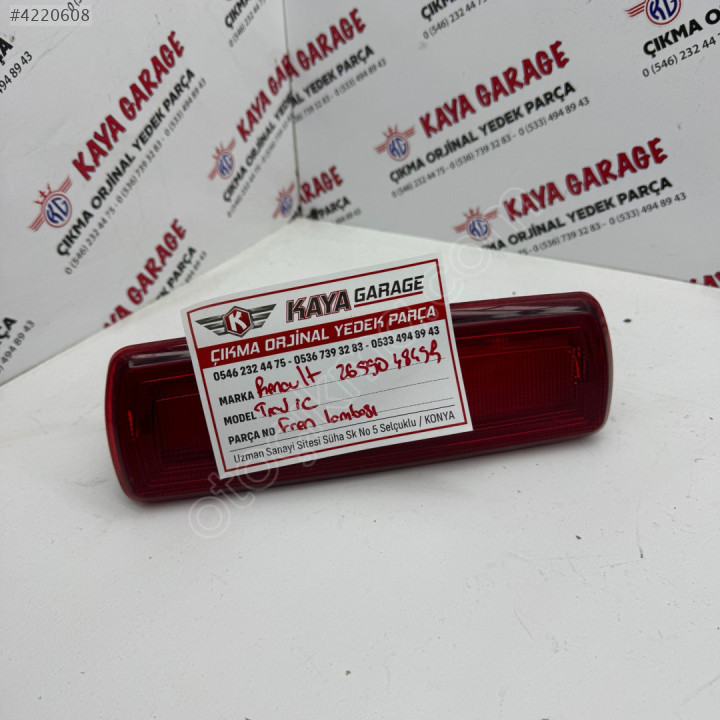 #4220608
KAYA GARAGE
ÇIKMA ORJİNAL YEDEK PARÇA
0 (546) 232 44 75 - 0 (536) 739 32 83 - 0 (533) 494 89 43
KAYA GARAGE
ÇIKMA ORJİNAL YEDEK PARÇA
0546 232 44 75 - 0536 739 32 83 - 0533 494 89 43
MARKA Renault 26590 4845R
MODEL Trafic
PARÇA NO Fren lambası
Uzman Sanayi Sitesi Süha Sk No 5 Selçuklu / KONYA